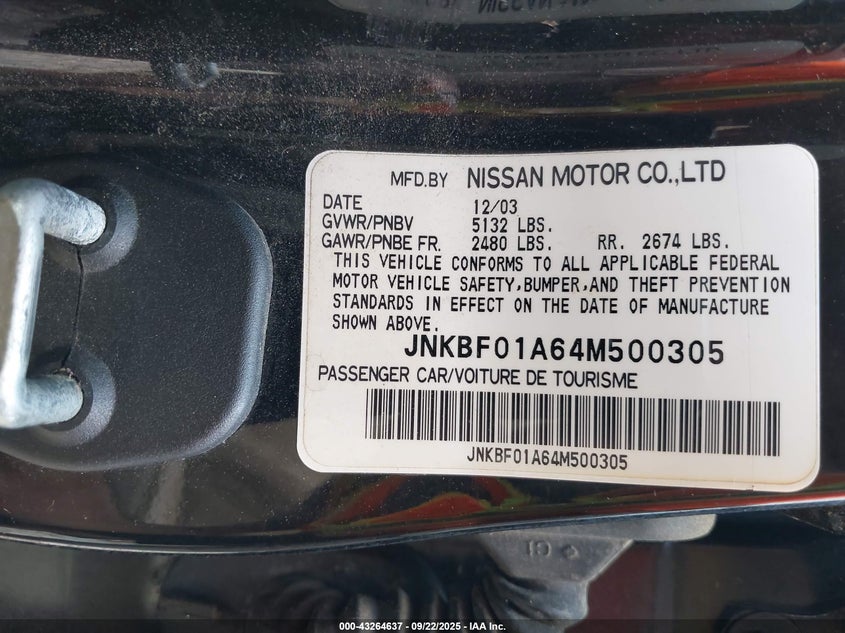 MFD.BY NISSAN MOTOR CO.,LTD
DATE 12/03
GVWR/PNBV 5132 LBS.
GAWR/PNBE FR. 2480 LBS. RR. 2674 LBS.
THIS VEHICLE CONFORMS TO ALL APPLICABLE FEDERAL
MOTOR VEHICLE SAFETY,BUMPER,AND THEFT PREVENTION
STANDARDS IN EFFECT ON THE DATE OF MANUFACTURE
SHOWN ABOVE.
JNKBF01A64M500305
PASSENGER CAR/VOITURE DE TOURISME
JNKBF01A64M500305
000-43264637 - 09/22/2025 - IAA Inc.